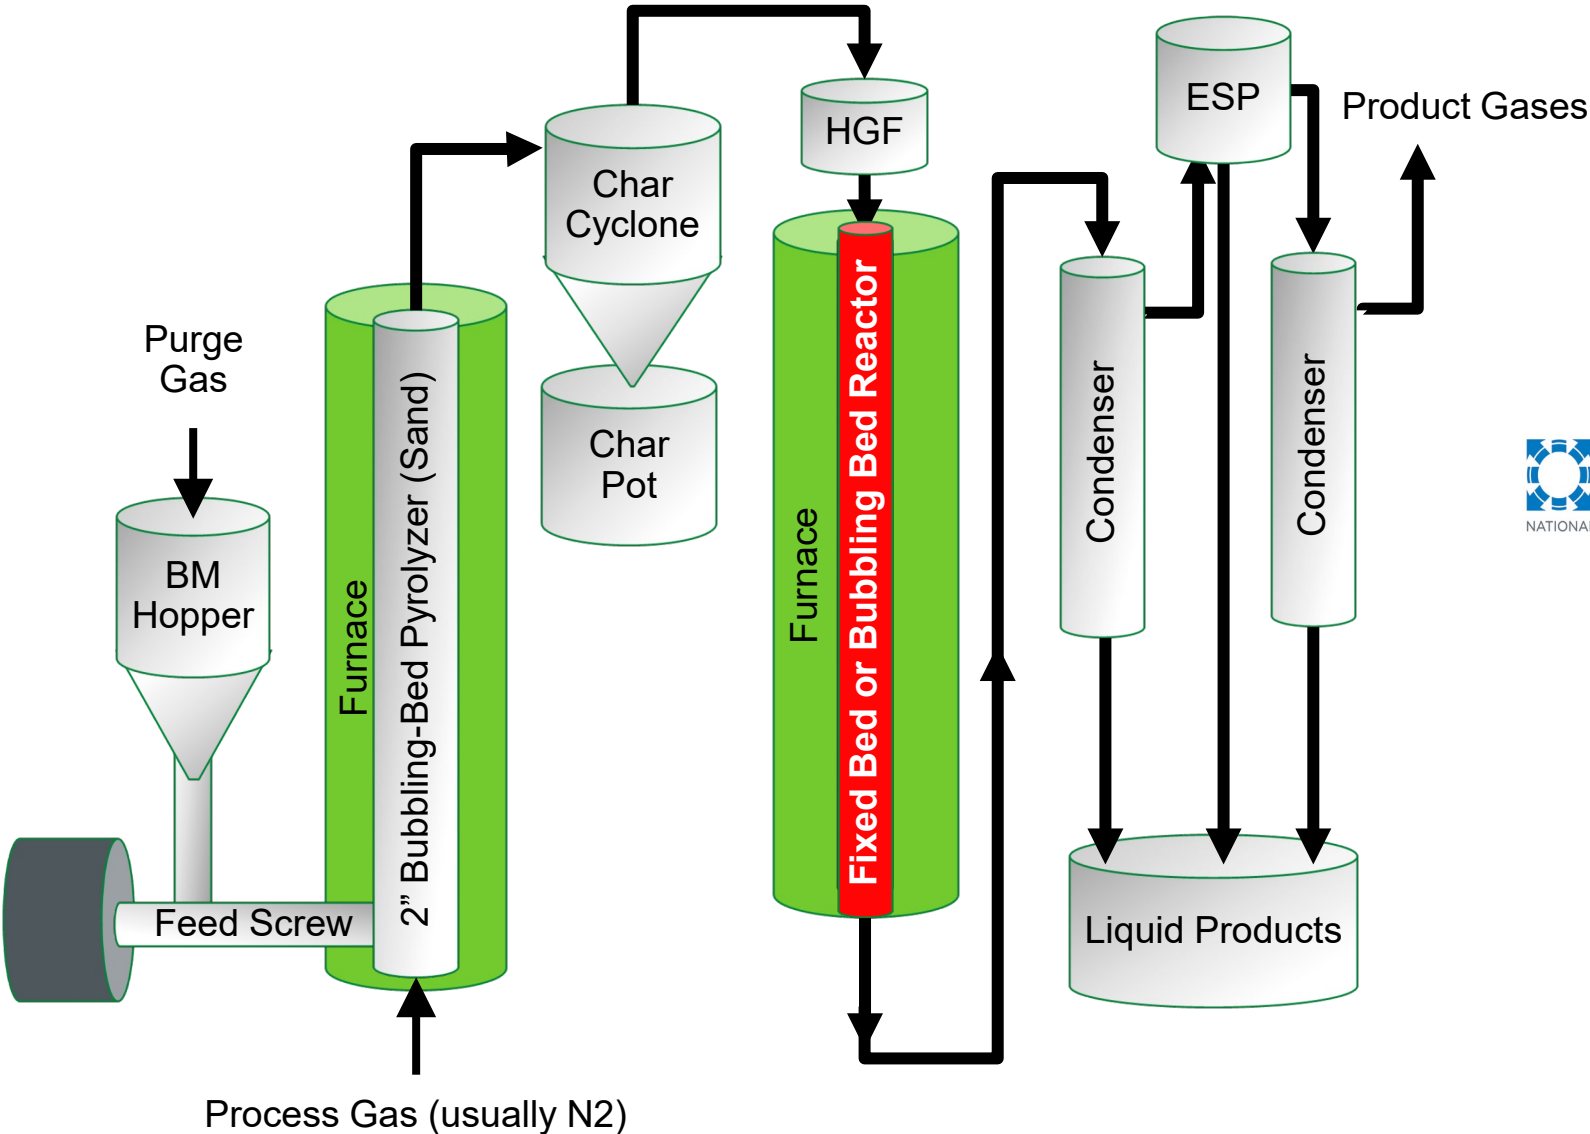 Purge
Gas
BM
Hopper
Feed Screw
Furnace
2” Bubbling-Bed Pyrolyzer (Sand)
Process Gas (usually N2)
Char
Cyclone
Char
Pot
HGF
Furnace
Fixed Bed or Bubbling Bed Reactor
Condenser
ESP
Condenser
Product Gases
Liquid Products
NATIONAL